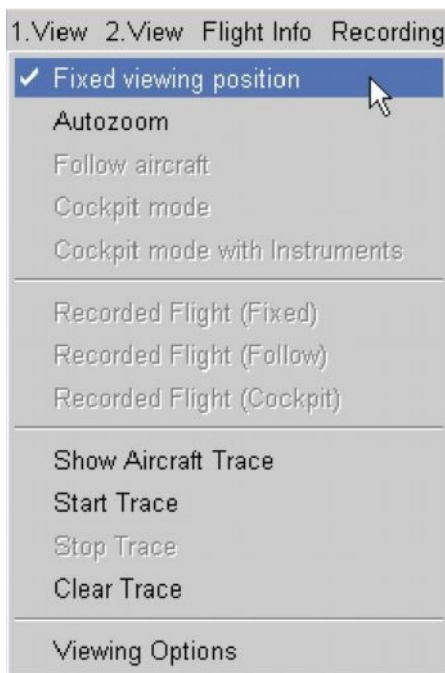 1.View 2.View Flight Info Recording
✓ Fixed viewing position
Autozoom
Follow aircraft
Cockpit mode
Cockpit mode with Instruments
Recorded Flight (Fixed)
Recorded Flight (Follow)
Recorded Flight (Cockpit)
Show Aircraft Trace
Start Trace
Stop Trace
Clear Trace
Viewing Options